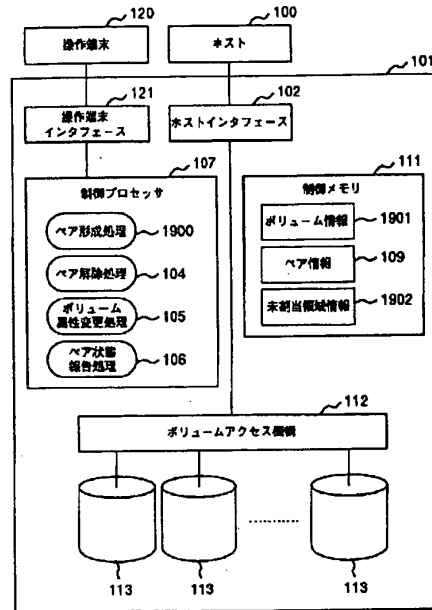 120
操作端末
100
ホスト
101
121
操作端末
インタフェース
102
ホストインタフェース
107
制御プロセッサ
ペア形成処理
1900
ペア解除処理
104
ボリューム
属性変更処理
105
ペア状態
報告処理
106
111
制御メモリ
ボリューム情報
1901
ペア情報
109
未割当領域情報
1902
112
ボリュームアクセス機構
113
113
113